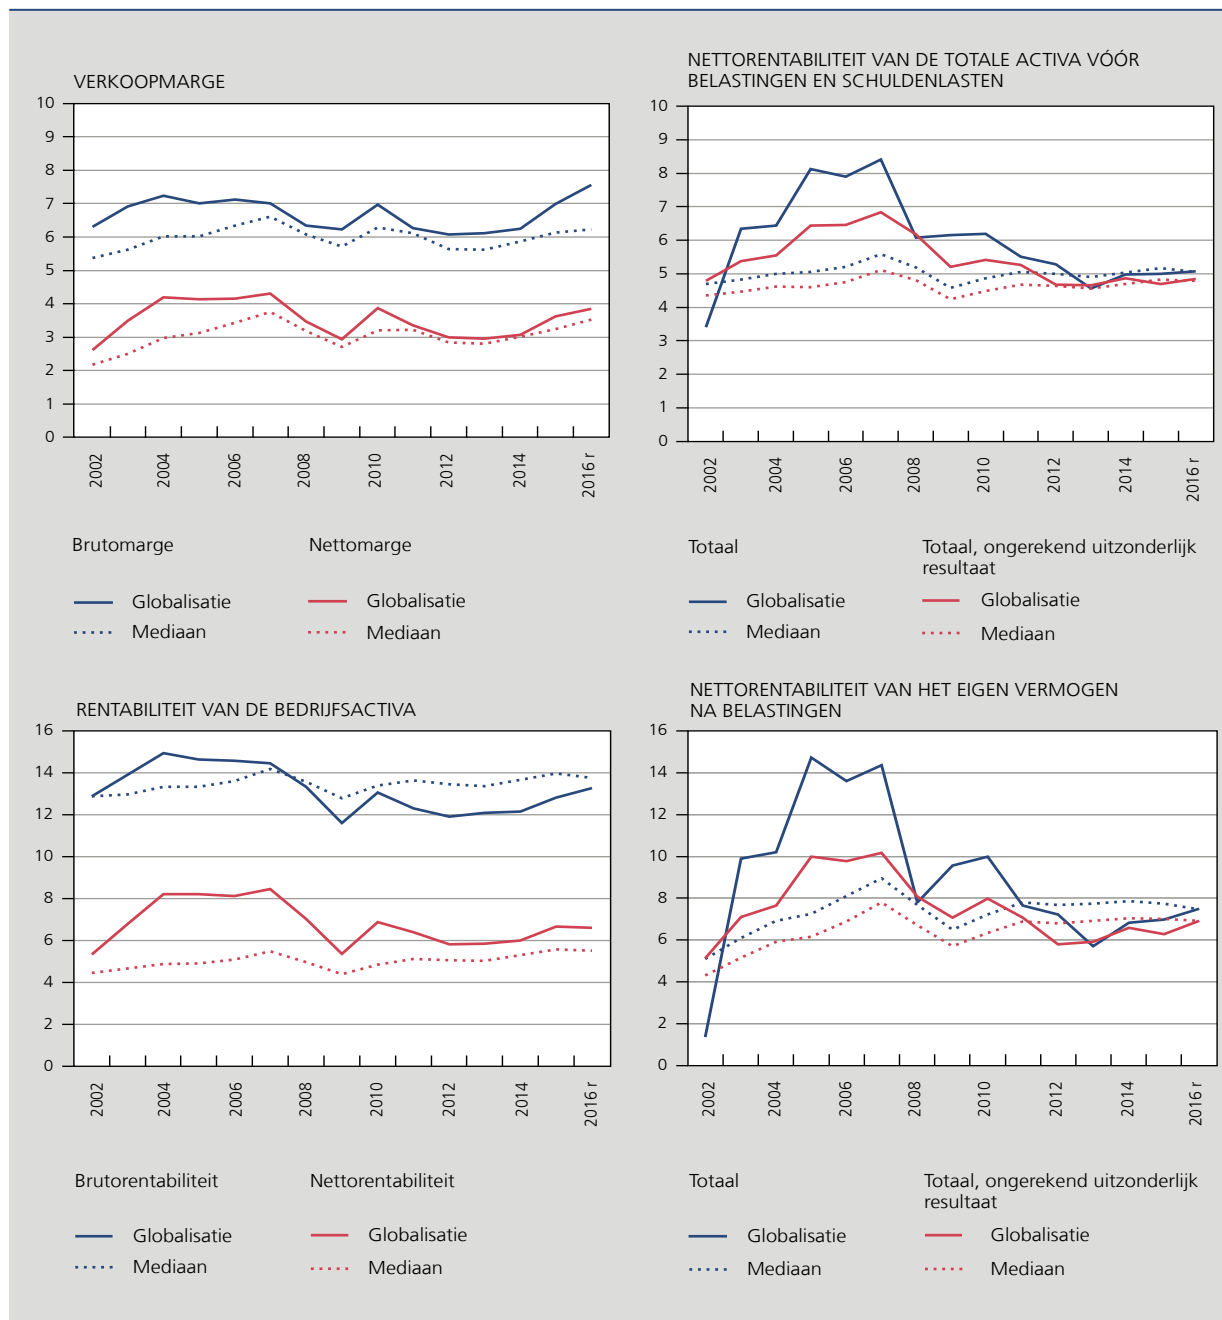 VERKOOPMARGE
10
9
8
7
6
5
4
3
2
1
0
2002
2004
2006
2008
2010
2012
2014
2016 r
Brutomarge
Nettomarge
Globalisatie
Globalisatie
Mediaan
Mediaan
NETTORENTABILITEIT VAN DE TOTALE ACTIVA VÓÓR
BELASTINGEN EN SCHULDENLASTEN
10
9
8
7
6
5
4
3
2
1
0
2002
2004
2006
2008
2010
2012
2014
2016 r
Totaal
Totaal, ongerekend uitzonderlijk
resultaat
Globalisatie
Globalisatie
Mediaan
Mediaan
RENTABILITEIT VAN DE BEDRIJFSACTIVA
16
14
12
10
8
6
4
2
0
2002
2004
2006
2008
2010
2012
2014
2016 r
Brutorentabiliteit
Nettorentabiliteit
Globalisatie
Globalisatie
Mediaan
Mediaan
NETTORENTABILITEIT VAN HET EIGEN VERMOGEN
NA BELASTINGEN
16
14
12
10
8
6
4
2
0
2002
2004
2006
2008
2010
2012
2014
2016 r
Totaal
Totaal, ongerekend uitzonderlijk
resultaat
Globalisatie
Globalisatie
Mediaan
Mediaan